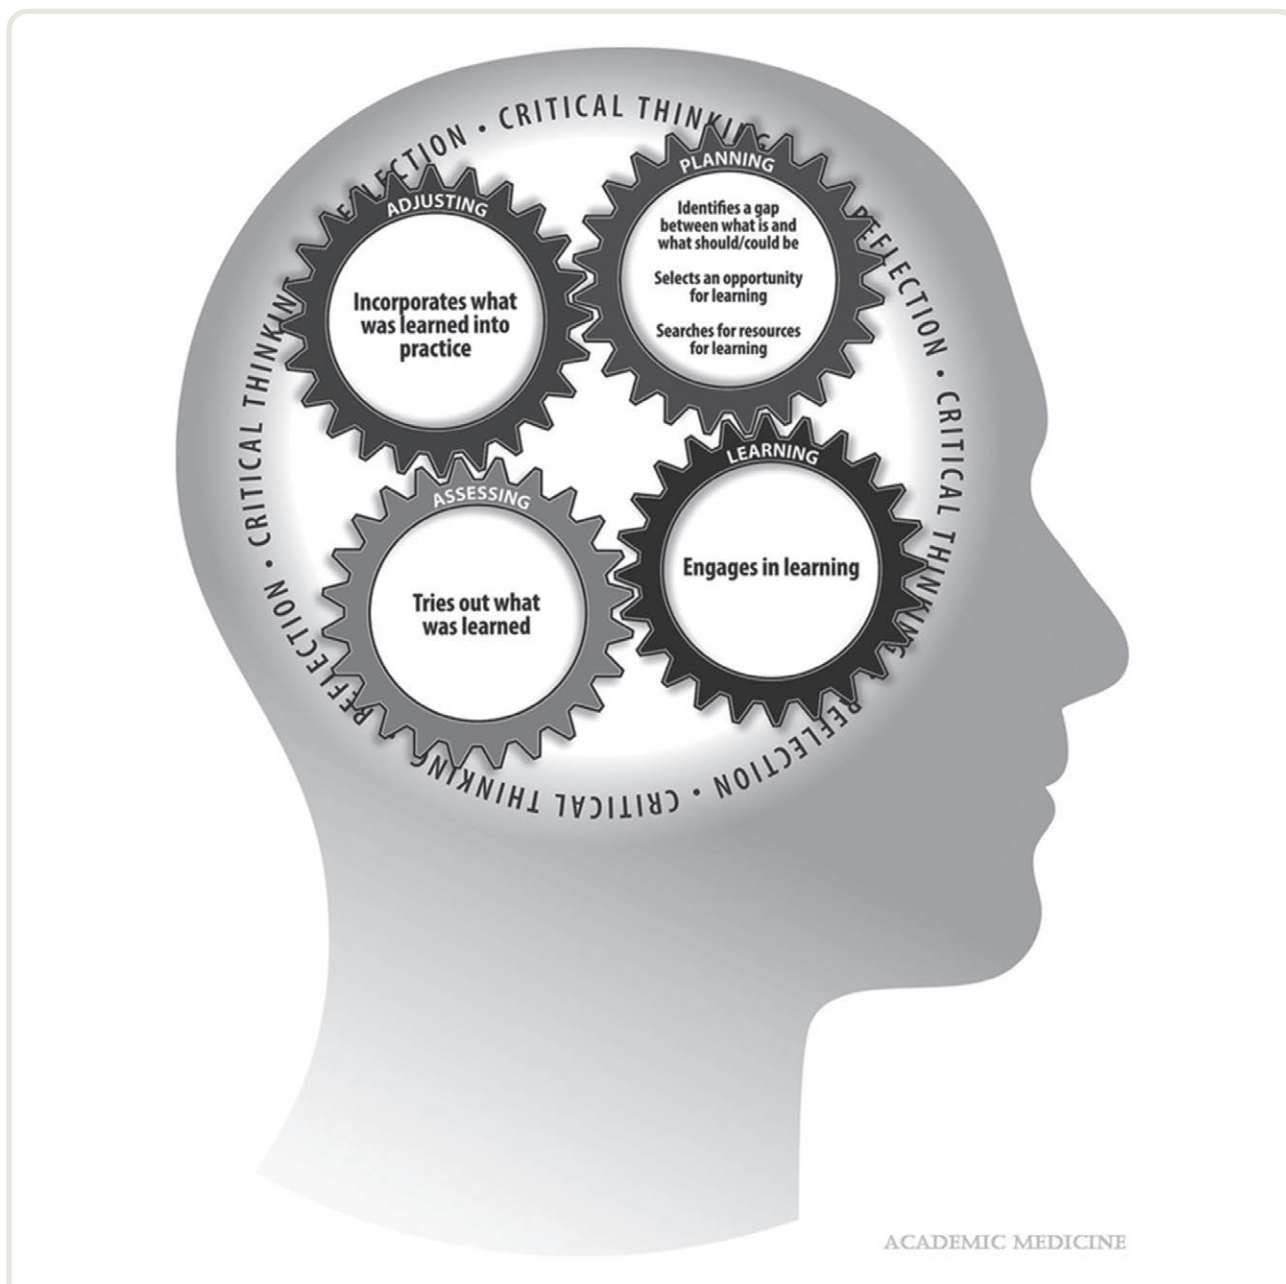 REFLECTION • CRITICAL THINKING
REFLECTION • CRITICAL THINKING
REFLECTION • CRITICAL THINKING
REFLECTION • CRITICAL THINKING
ADJUSTING
Incorporates what
was learned into
practice
PLANNING
Identifies a gap
between what is and
what should/could be
Selects an opportunity
for learning
Searches for resources
for learning
LEARNING
Engages in learning
ASSESSING
Tries out what
was learned
ACADEMIC MEDICINE